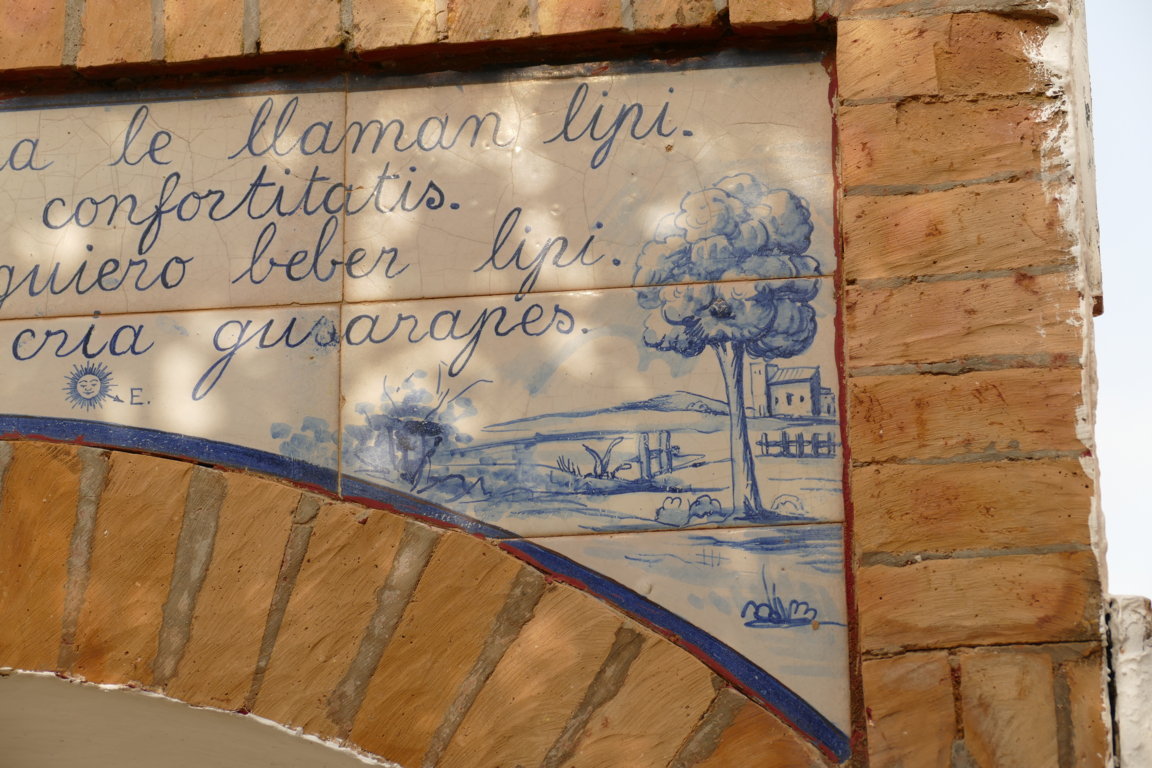 a le llaman lipi.
confortitatis.
quiero beber lipi.
cria gusarapes.
E.